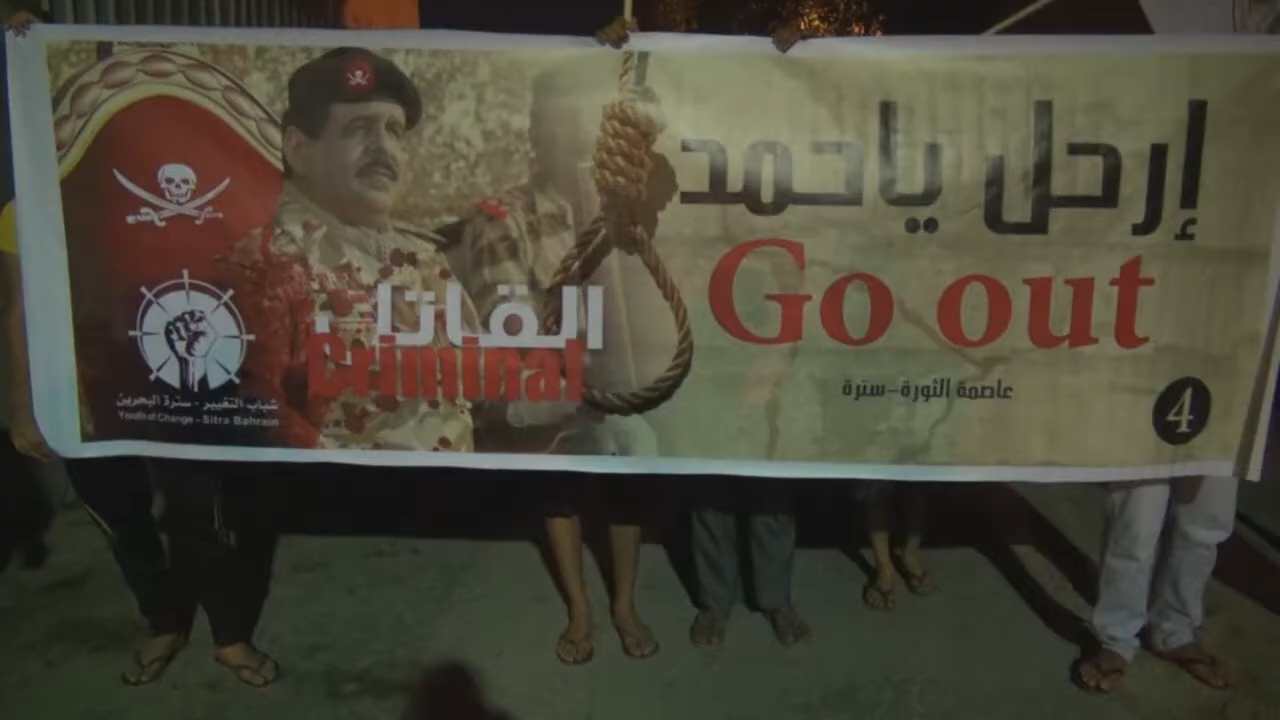 إرحل ياحمد
Go out
عاصمة الثورة-سترة
4
القاتل
Criminal
شباب التغيير - سترة البحرين
Youth of Change - Sitra Bahrain